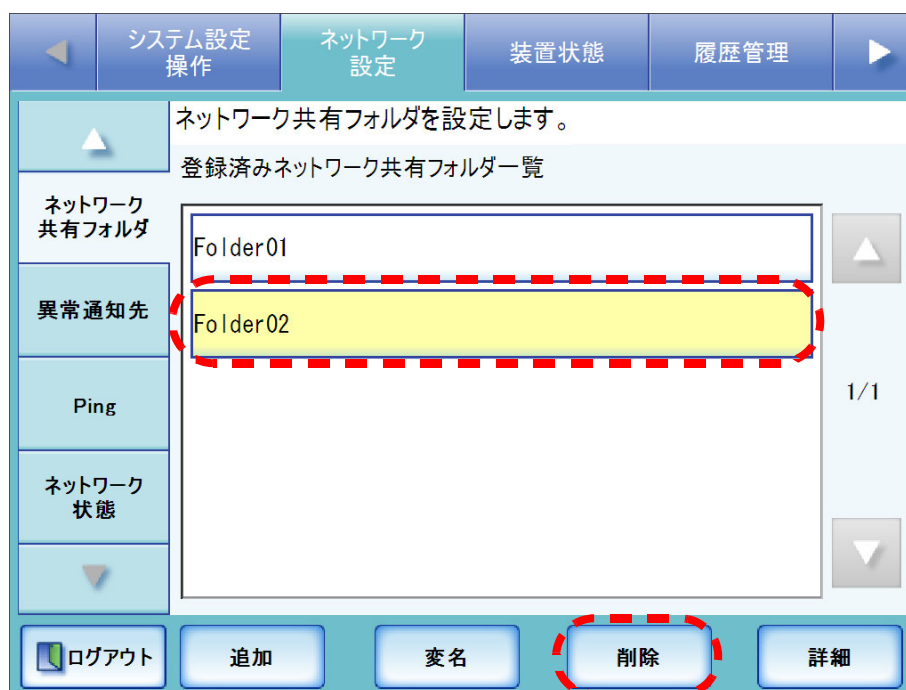 システム設定
操作
ネットワーク
設定
装置状態
履歴管理
ネットワーク共有フォルダを設定します。
登録済みネットワーク共有フォルダ一覧
ネットワーク
共有フォルダ
異常通知先
Ping
ネットワーク
状態
Folder01
Folder02
1/1
ログアウト
追加
変名
削除
詳細